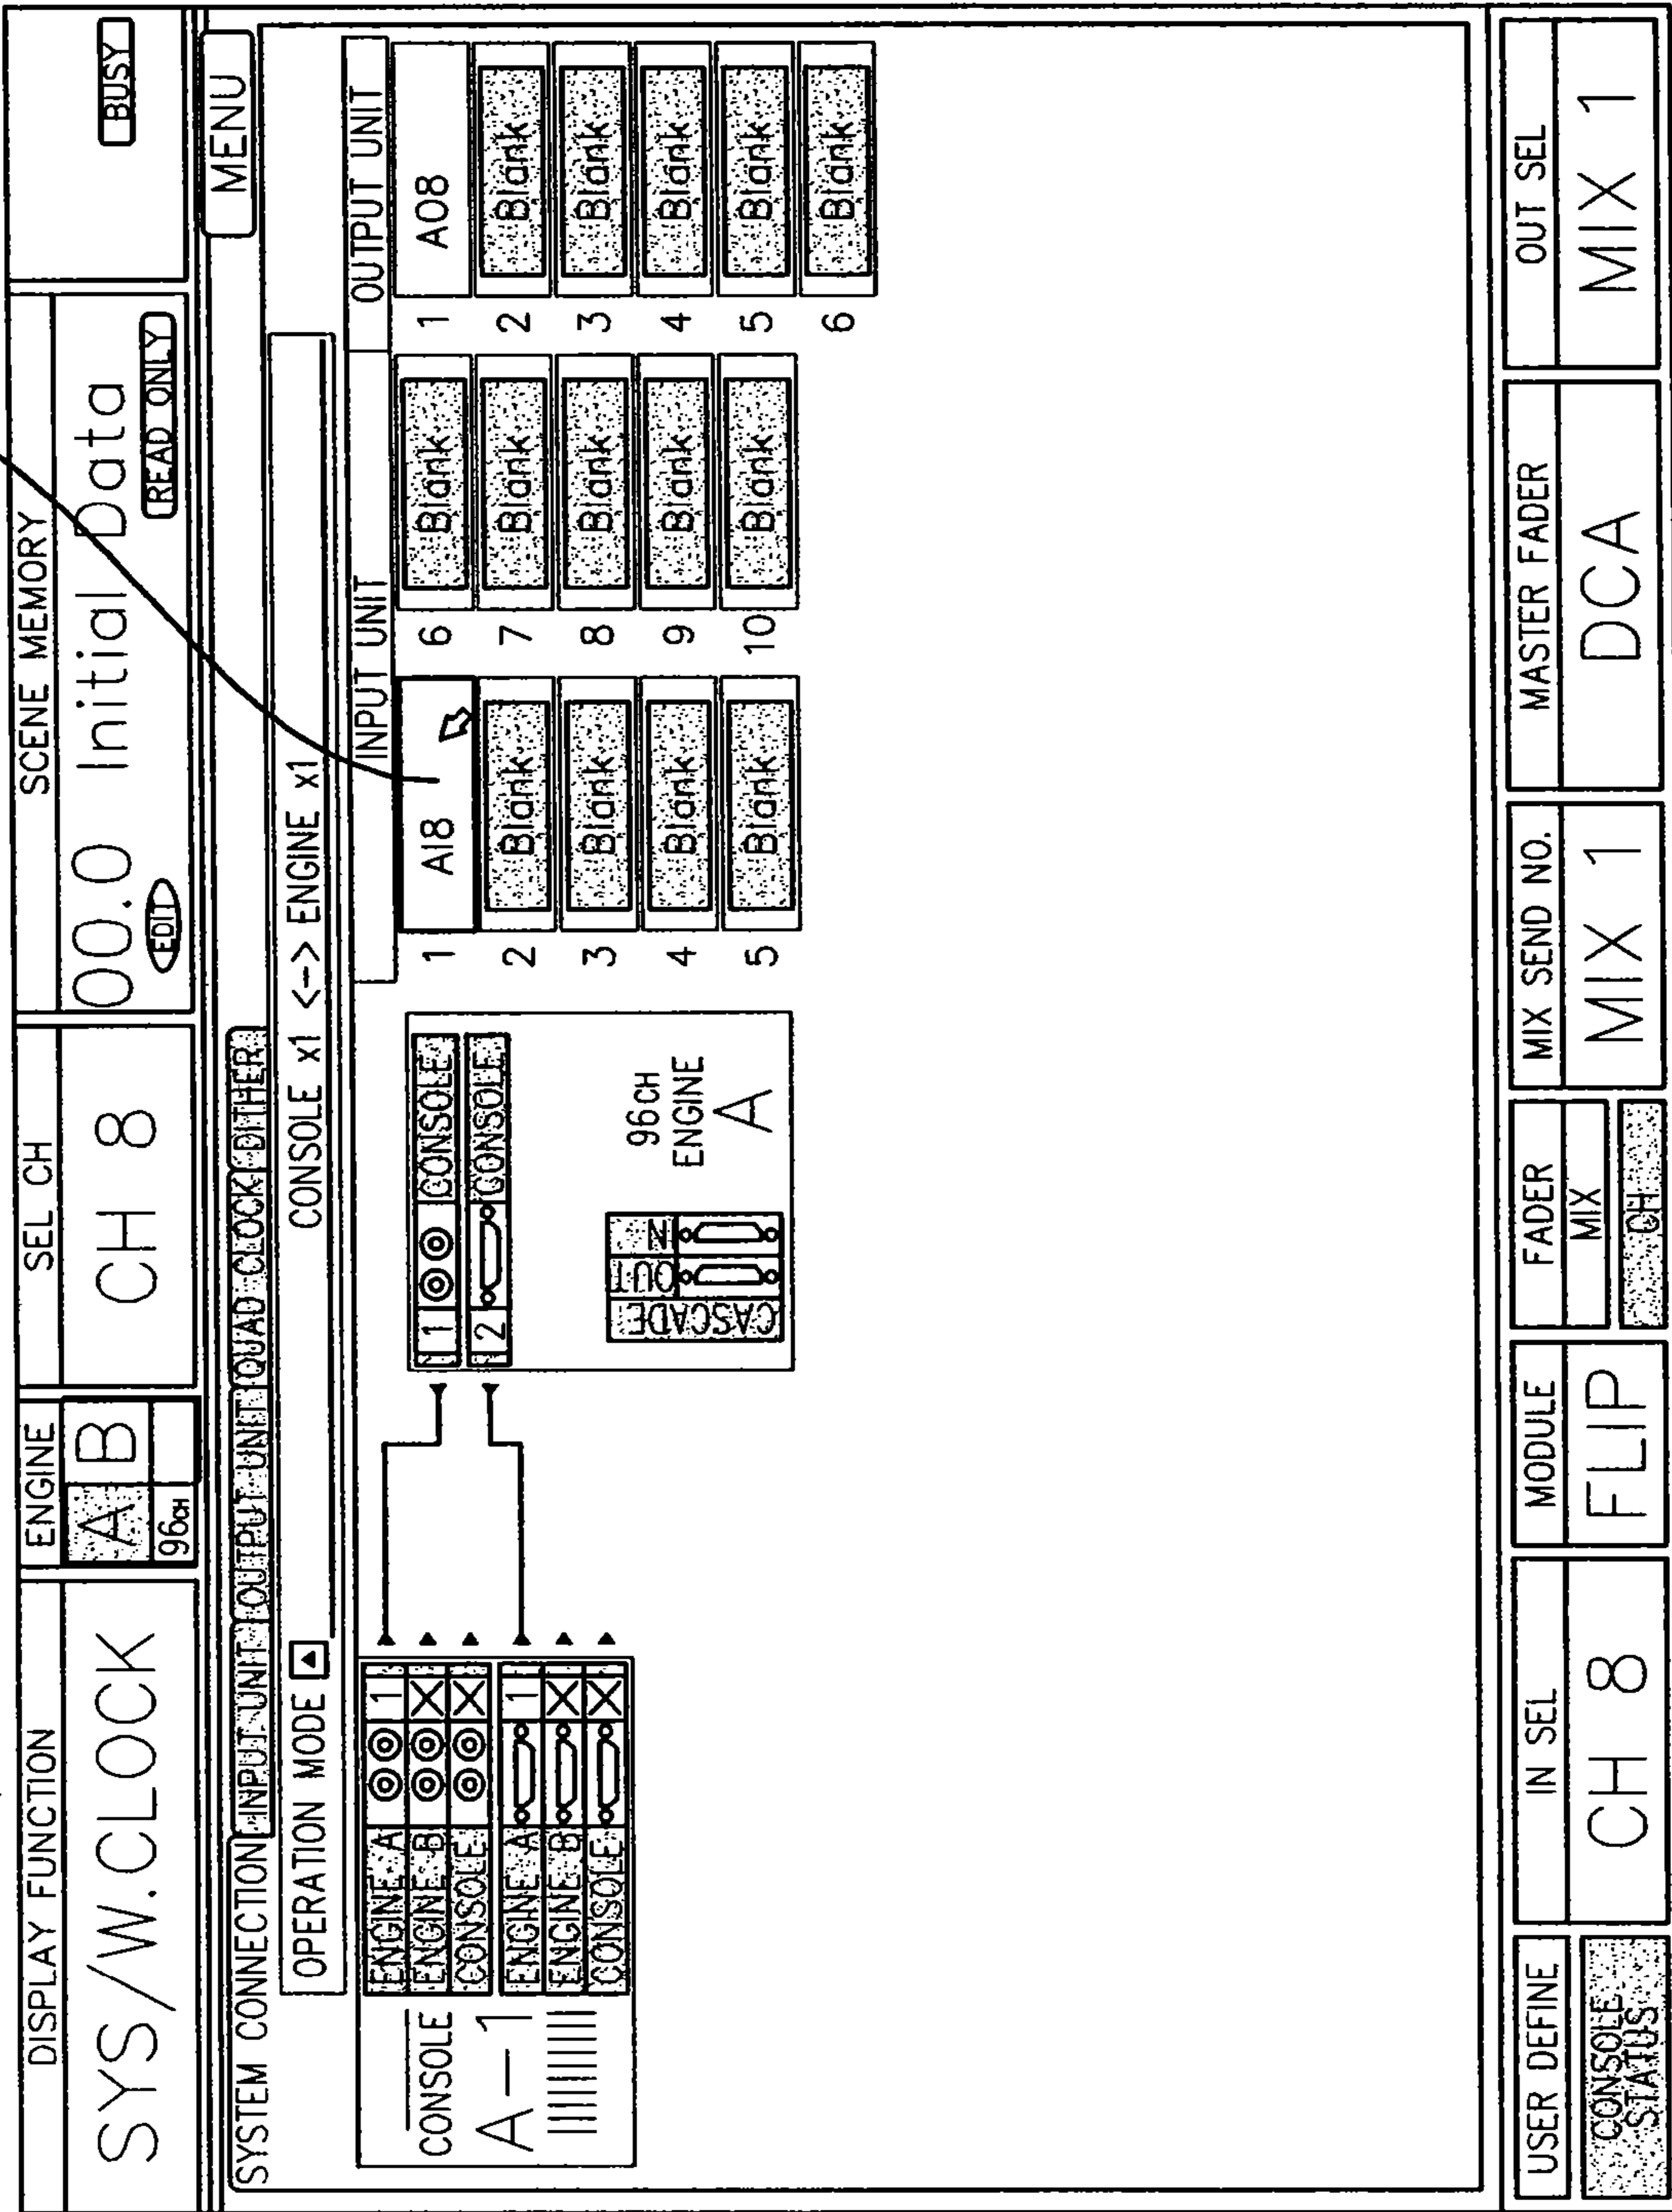 DISPLAY FUNCTION
SYS/W.CLOCK
ENGINE
A B
96CH
SEL CH
CH 8
SCENE MEMORY
00.0 Initial Data
EDIT
READ ONLY
BUSY
SYSTEM CONNECTION INPUT UNIT OUTPUT UNIT QUAD CLOCK DITHER
MENU
OPERATION MODE
CONSOLE x1 <-> ENGINE x1
CONSOLE
A-1
ENGINE A 1
ENGINE B X
CONSOLE X
ENGINE A 1
ENGINE B X
CONSOLE X
1 CONSOLE
2 CONSOLE
CASCADE
OUT
IN
96CH
ENGINE
A
INPUT UNIT
1 AI8
2 Blank
3 Blank
4 Blank
5 Blank
6 Blank
7 Blank
8 Blank
9 Blank
10 Blank
OUTPUT UNIT
1 AO8
2 Blank
3 Blank
4 Blank
5 Blank
6 Blank
USER DEFINE
CONSOLE
STATUS
IN SEL
CH 8
MODULE
FLIP
FADER
MIX
CH
MIX SEND NO.
MIX 1
MASTER FADER
DCA
OUT SEL
MIX 1